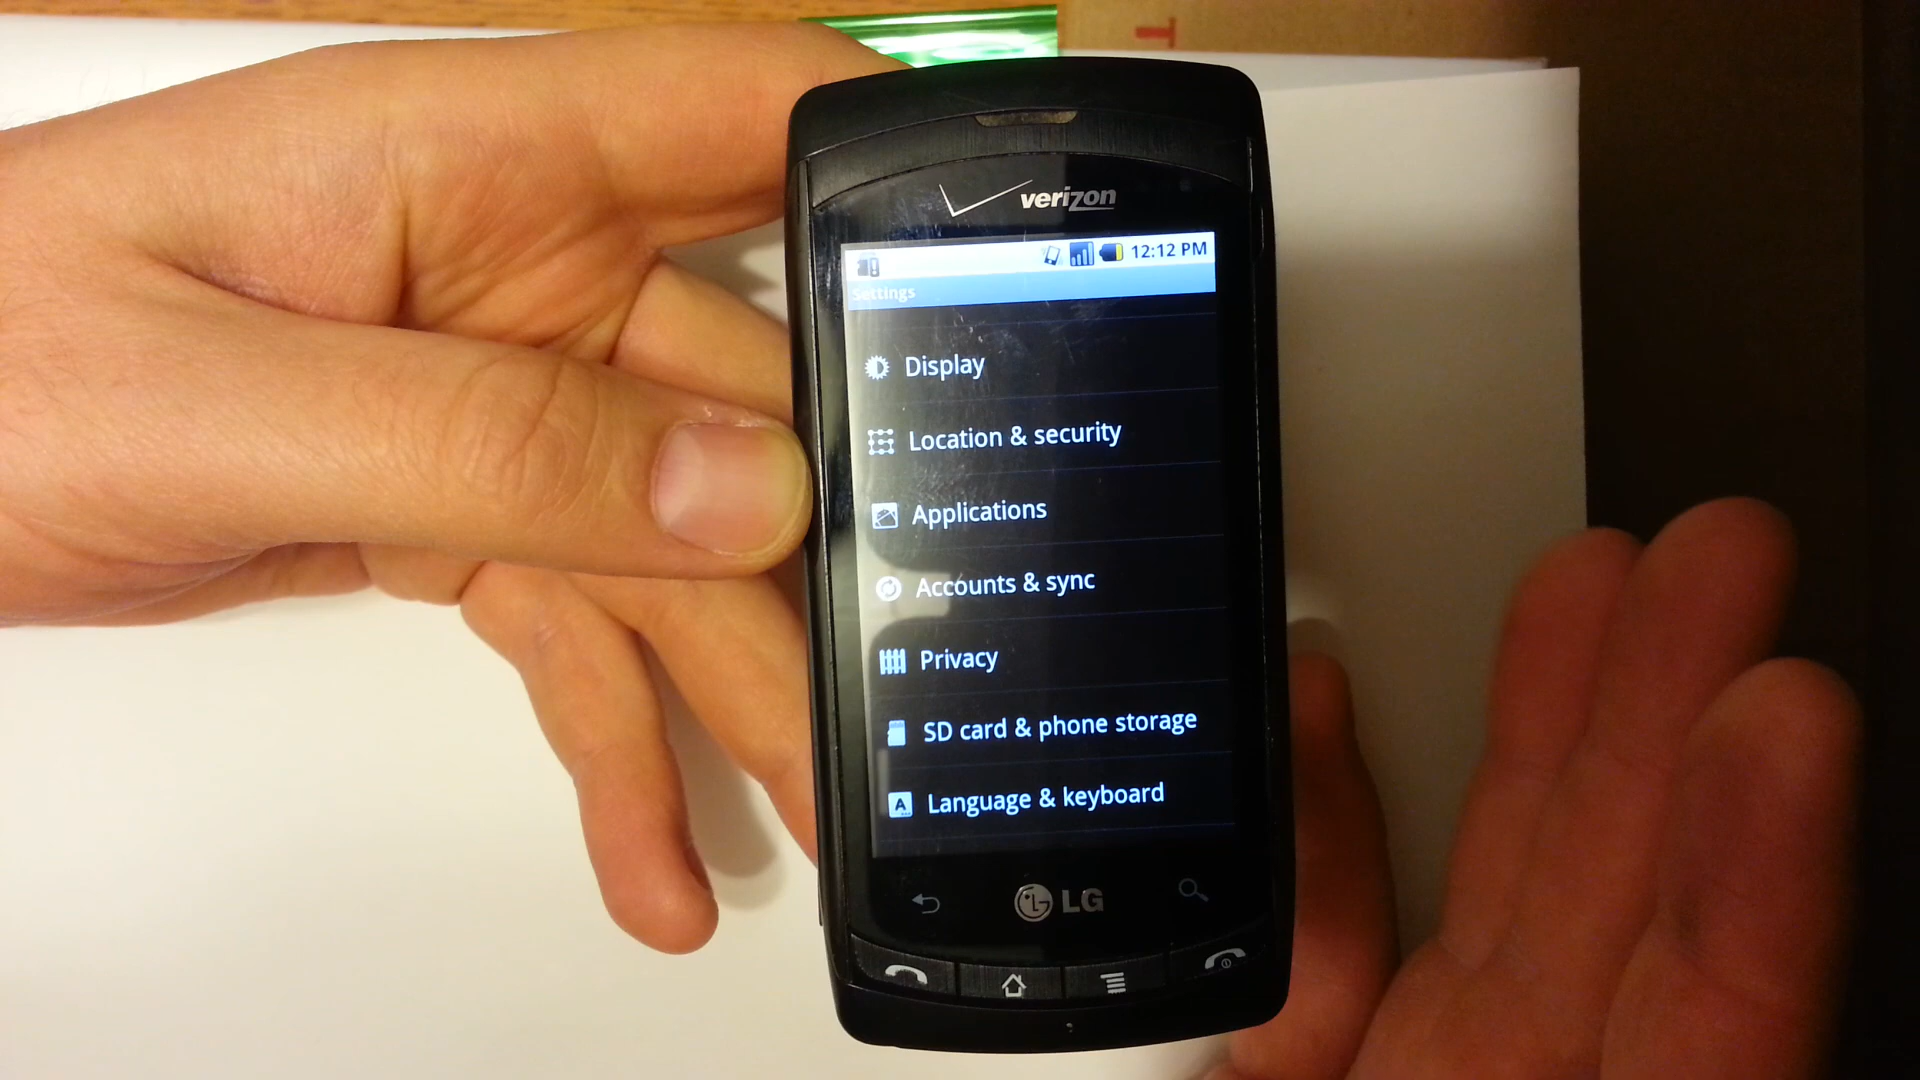 verizon
12:12 PM
Settings
Display
Location & security
Applications
Accounts & sync
Privacy
SD card & phone storage
Language & keyboard
LG